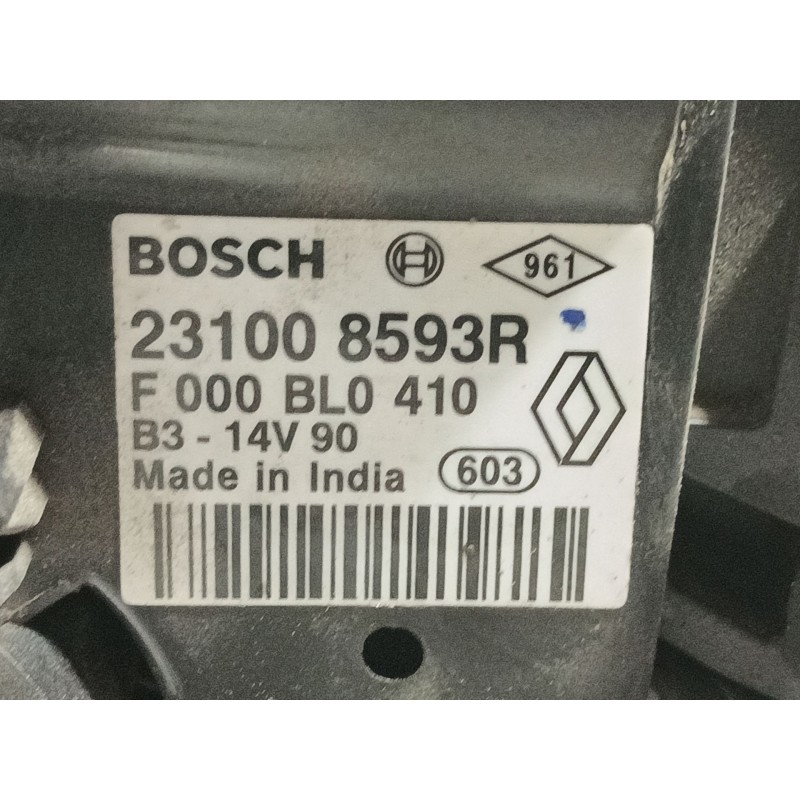 BOSCH 961
23100 8593R
F 000 BL0 410
B3 - 14V 90
Made in India 603